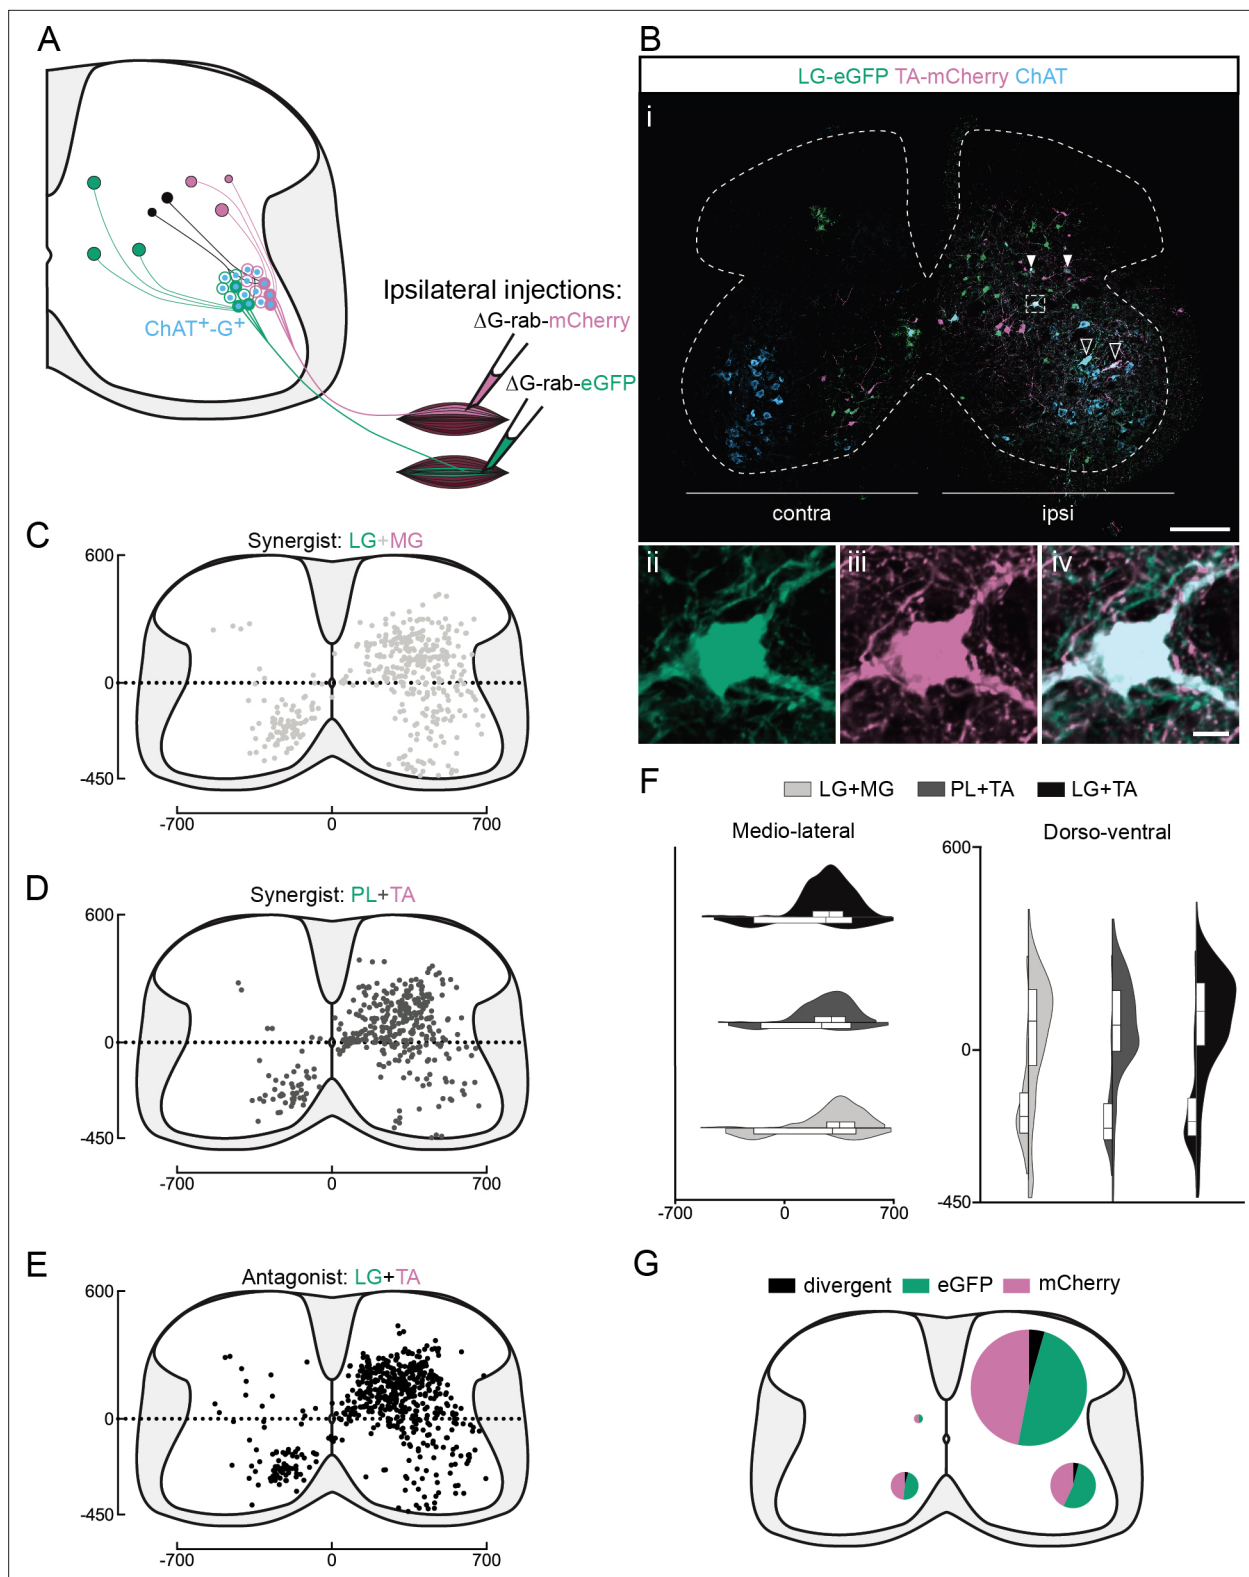 A
Ipsilateral injections:
ΔG-rab-mCherry
ΔG-rab-eGFP
ChAT+-G+
B
LG-eGFP TA-mCherry ChAT
i
contra
ipsi
ii
iii
iv
C
Synergist: LG+MG
600
0
-450
-700
0
700
D
Synergist: PL+TA
600
0
-450
-700
0
700
E
Antagonist: LG+TA
600
0
-450
-700
0
700
F
LG+MG
PL+TA
LG+TA
Medio-lateral
-700
0
700
Dorso-ventral
600
0
-450
G
divergent
eGFP
mCherry